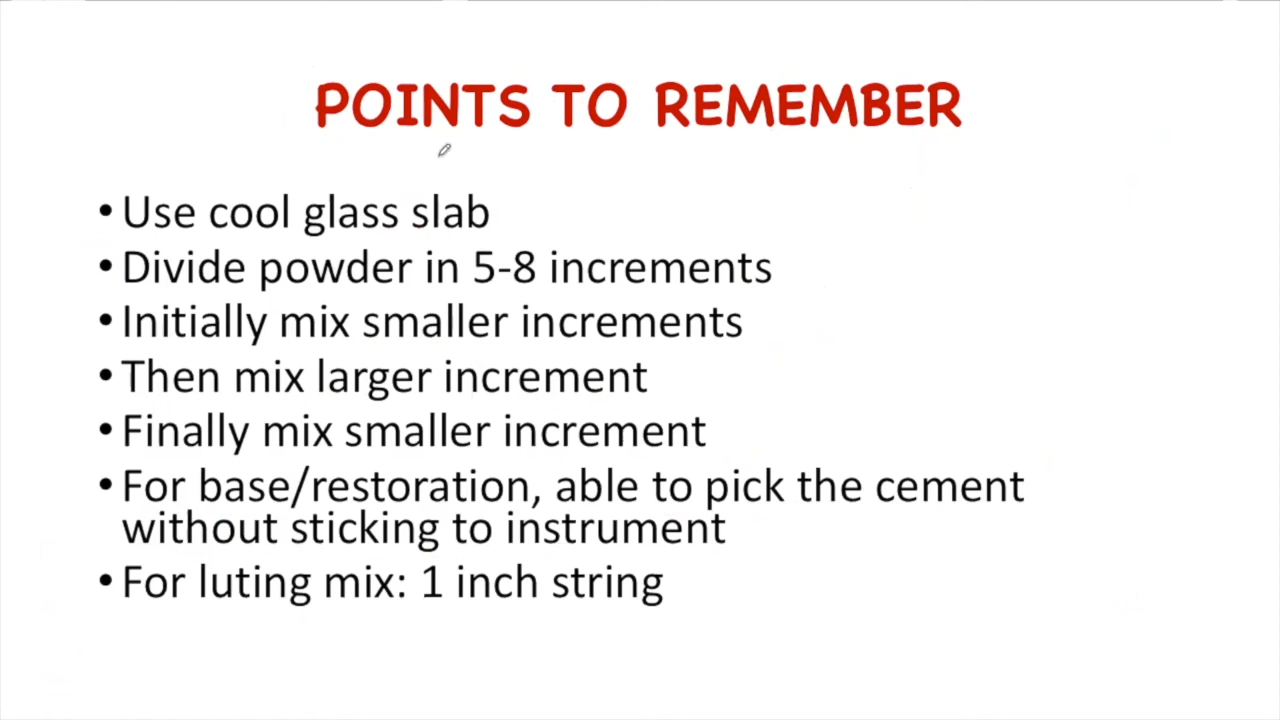 POINTS TO REMEMBER
• Use cool glass slab
• Divide powder in 5-8 increments
• Initially mix smaller increments
• Then mix larger increment
• Finally mix smaller increment
• For base/restoration, able to pick the cement
without sticking to instrument
• For luting mix: 1 inch string